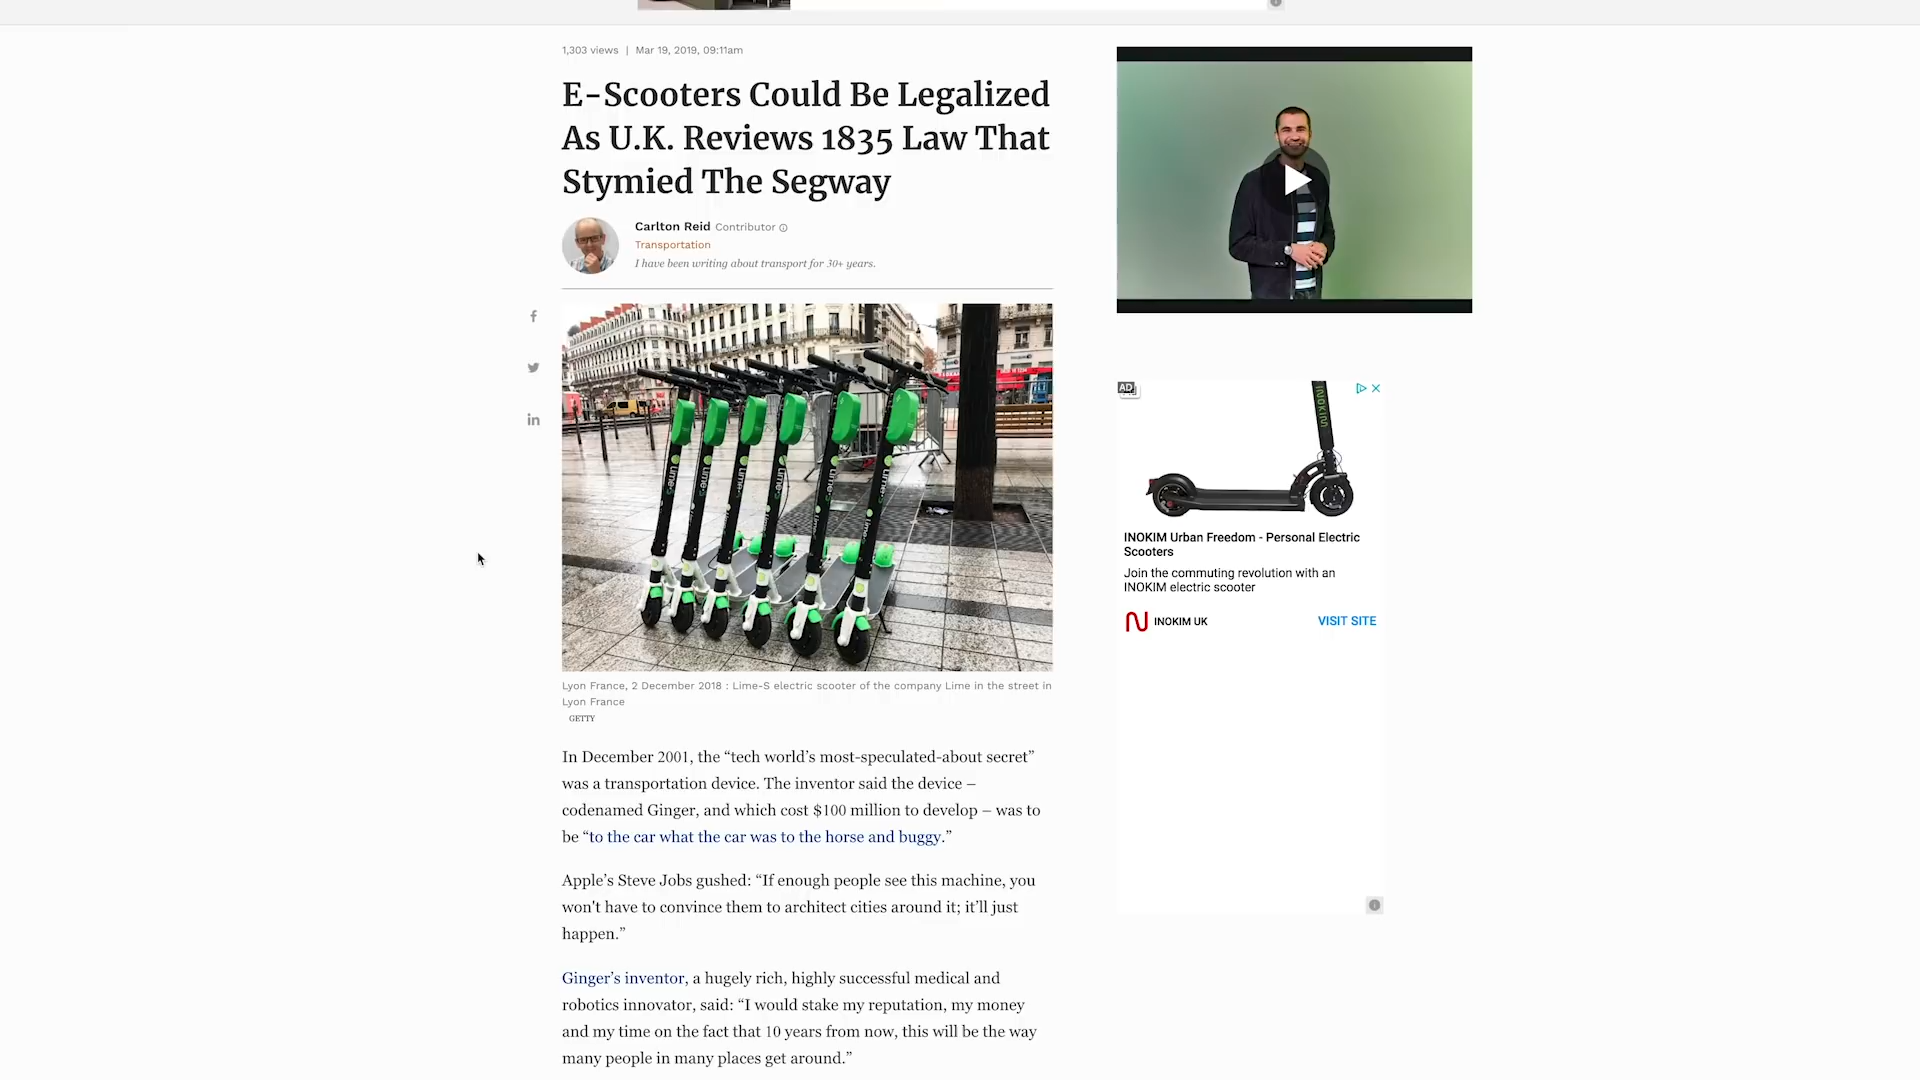 1,303 views | Mar 19, 2019, 09:11am
E-Scooters Could Be Legalized
As U.K. Reviews 1835 Law That
Stymied The Segway
Carlton Reid Contributor
Transportation
I have been writing about transport for 30+ years.
Lime-S
Lime-S
Lime-S
Lime-S
Lime-S
Lime-S
Lyon France, 2 December 2018 : Lime-S electric scooter of the company Lime in the street in
Lyon France
GETTY
In December 2001, the “tech world’s most-speculated-about secret”
was a transportation device. The inventor said the device –
codenamed Ginger, and which cost $100 million to develop – was to
be “to the car what the car was to the horse and buggy.”
Apple’s Steve Jobs gushed: “If enough people see this machine, you
won't have to convince them to architect cities around it; it’ll just
happen.”
Ginger’s inventor, a hugely rich, highly successful medical and
robotics innovator, said: “I would stake my reputation, my money
and my time on the fact that 10 years from now, this will be the way
many people in many places get around.”
AD
INOKIM
INOKIM Urban Freedom - Personal Electric
Scooters
Join the commuting revolution with an
INOKIM electric scooter
INOKIM UK
VISIT SITE